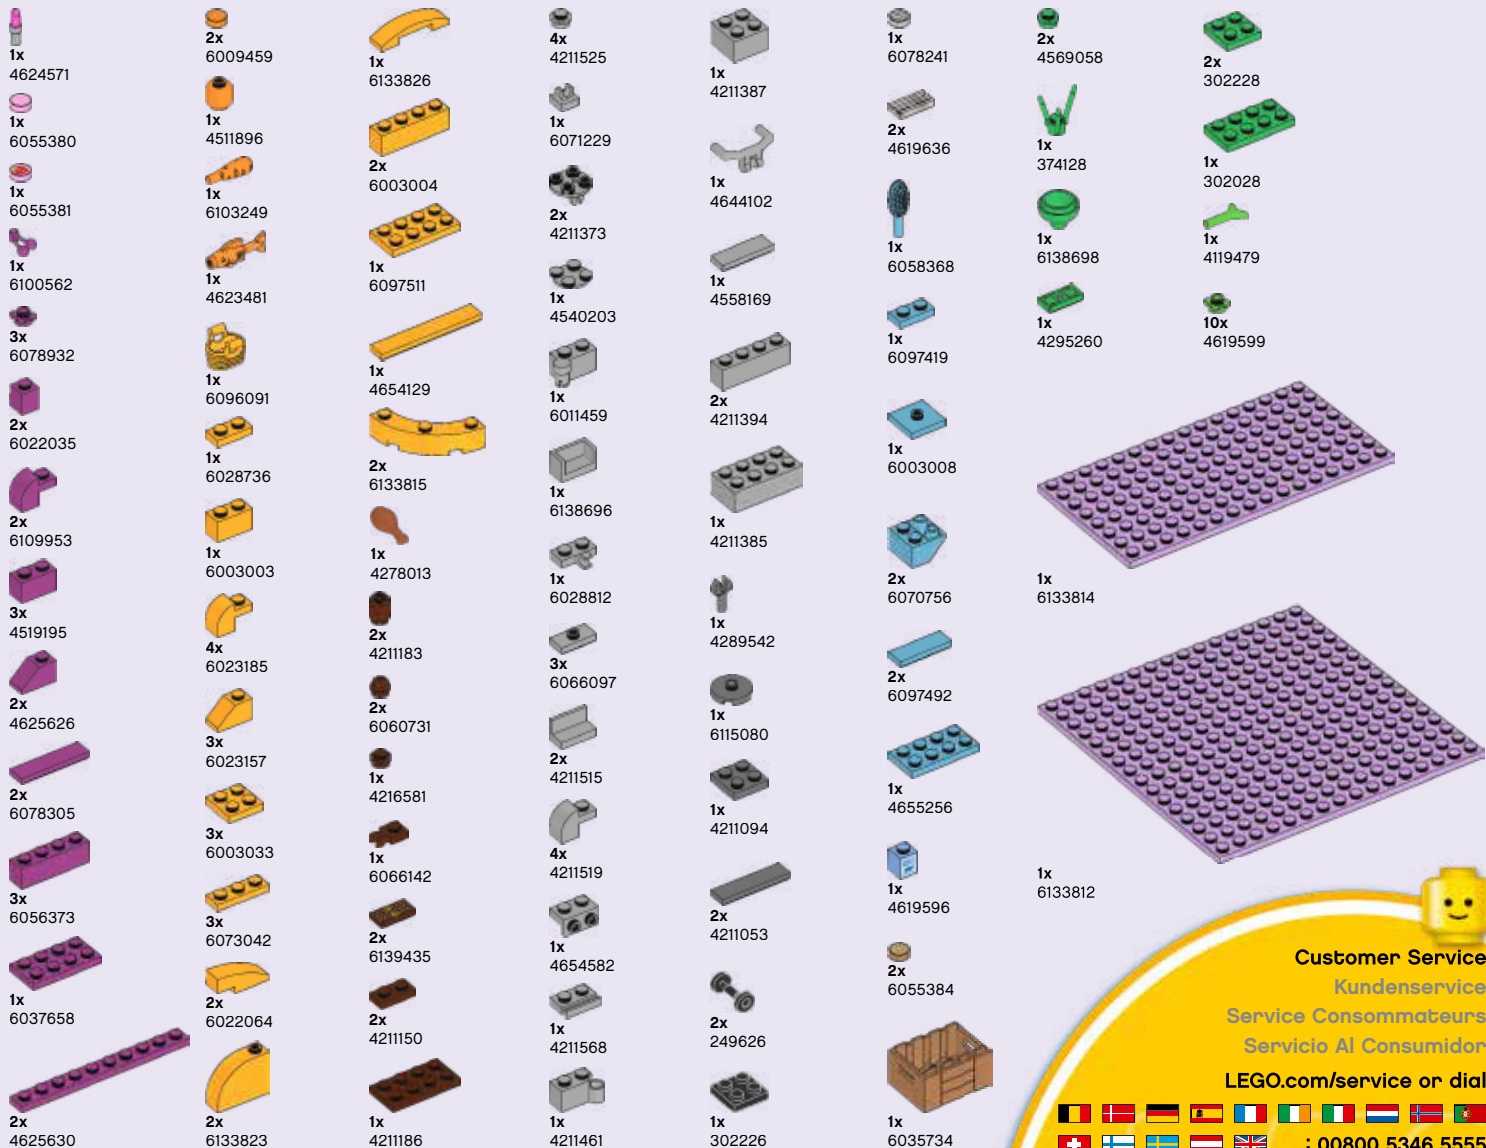 1x
4624571
1x
6055380
1x
6055381
1x
6100562
3x
6078932
2x
6022035
2x
6109953
3x
4519195
2x
4625626
2x
6078305
3x
6056373
1x
6037658
2x
4625630
2x
6009459
1x
4511896
1x
6103249
1x
4623481
1x
6096091
1x
6028736
1x
6003003
4x
6023185
3x
6023157
3x
6003033
3x
6073042
2x
6022064
2x
6133823
1x
6133826
2x
6003004
1x
6097511
1x
4654129
2x
6133815
1x
4278013
2x
4211183
2x
6060731
1x
4216581
1x
6066142
2x
6139435
2x
4211150
1x
4211186
4x
4211525
1x
6071229
2x
4211373
1x
4540203
1x
6011459
1x
6138696
1x
6028812
3x
6066097
2x
4211515
4x
4211519
1x
4654582
1x
4211568
1x
4211461
1x
4211387
1x
4644102
1x
4558169
2x
4211394
1x
4211385
1x
4289542
1x
6115080
1x
4211094
2x
4211053
2x
249626
1x
302226
1x
6078241
2x
4619636
1x
6058368
1x
6097419
1x
6003008
2x
6070756
2x
6097492
1x
4655256
1x
4619596
2x
6055384
1x
6035734
2x
4569058
1x
374128
1x
6138698
1x
4295260
2x
302228
1x
302028
1x
4119479
10x
4619599
1x
6133814
1x
6133812
Customer Service
Kundenservice
Service Consommateurs
Servicio Al Consumidor
LEGO.com/service or dial
: 00800 5346 5555